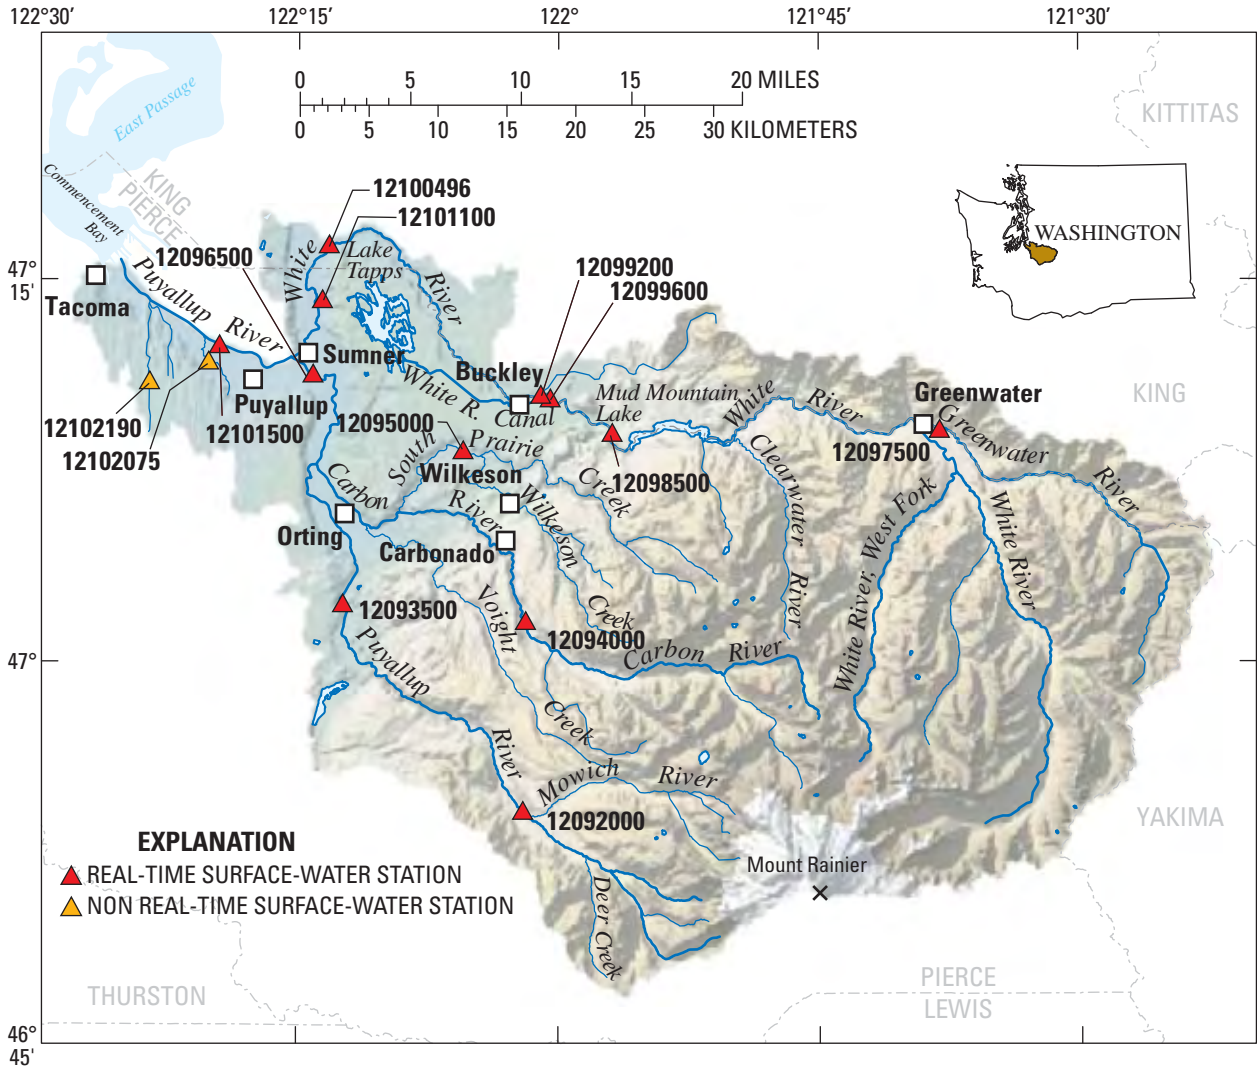 122°30'
122°15'
122°
121°45'
121°30'
0 5 10 15 20 MILES
0 5 10 15 20 25 30 KILOMETERS
East Passage
KITTITAS
Commencement
Bay
KING
PIERCE
12100496
12101100
WASHINGTON
12096500
White
Lake
Tapps
River
12099200
12099600
47°
15'
Tacoma
Puyallup
River
Sumner
Buckley
White R.
Canal
Mud Mountain
Lake
White
River
Greenwater
KING
Puyallup
12095000
12102190
12101500
12102075
South
Prairie
Creek
Wilkeson
12098500
12097500
Greenwater
River
Clearwater
River
Carbon
River
Wilkeson
Creek
Orting
Carbonado
White River, West Fork
White River
12093500
Voight
Creek
12094000
47°
Puyallup
River
Carbon River
Mowich River
12092000
YAKIMA
EXPLANATION
REAL-TIME SURFACE-WATER STATION
NON REAL-TIME SURFACE-WATER STATION
Mount Rainier
Deer Creek
THURSTON
PIERCE
LEWIS
46°
45'